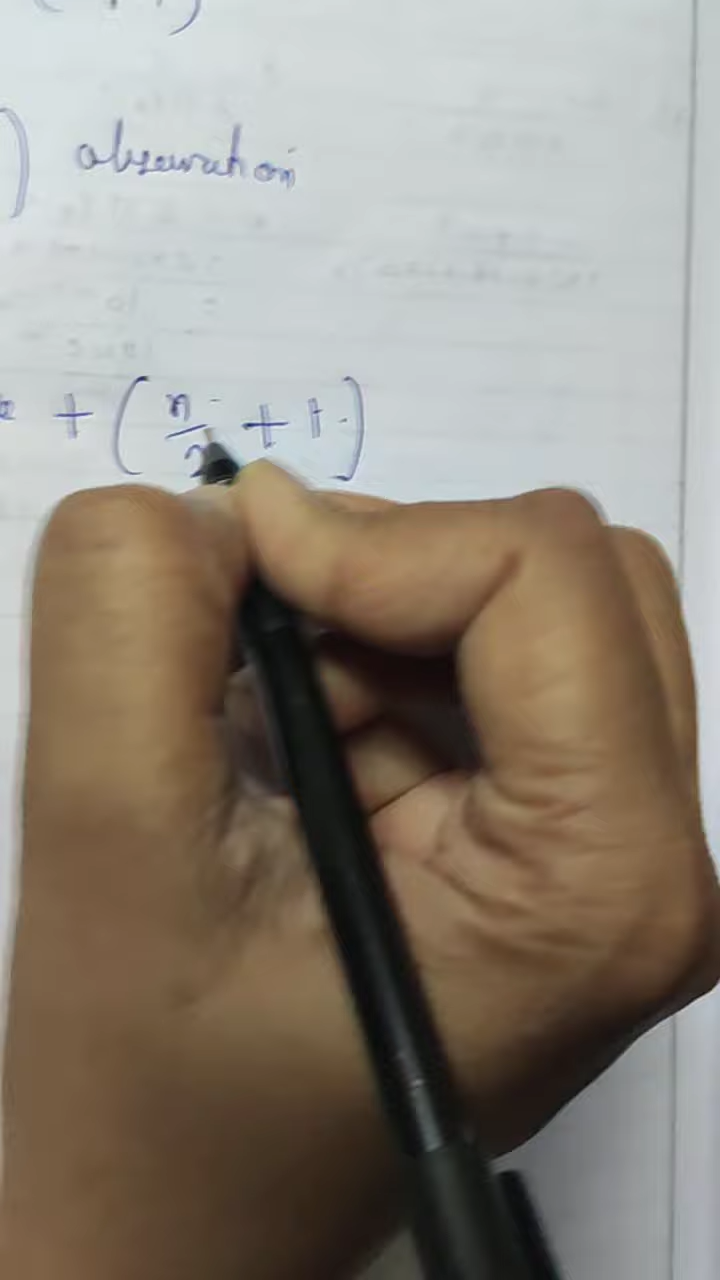 ) observation
+ ( n/2 + 1 )